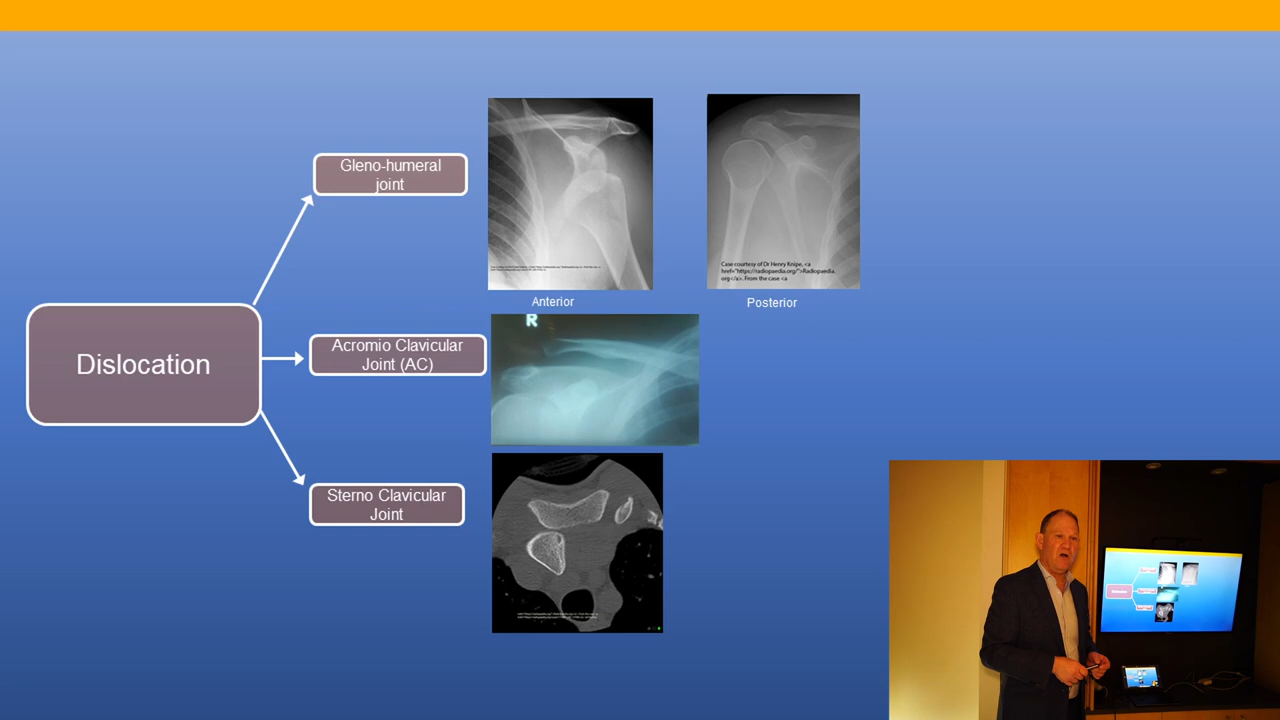 Gleno-humeral
joint
Anterior
Case courtesy of Dr Henry Knipe, <a
href="https://radiopaedia.org/">Radiopaedia.
org</a>. From the case <a
Posterior
Dislocation
Acromio Clavicular
Joint (AC)
R
Sterno Clavicular
Joint